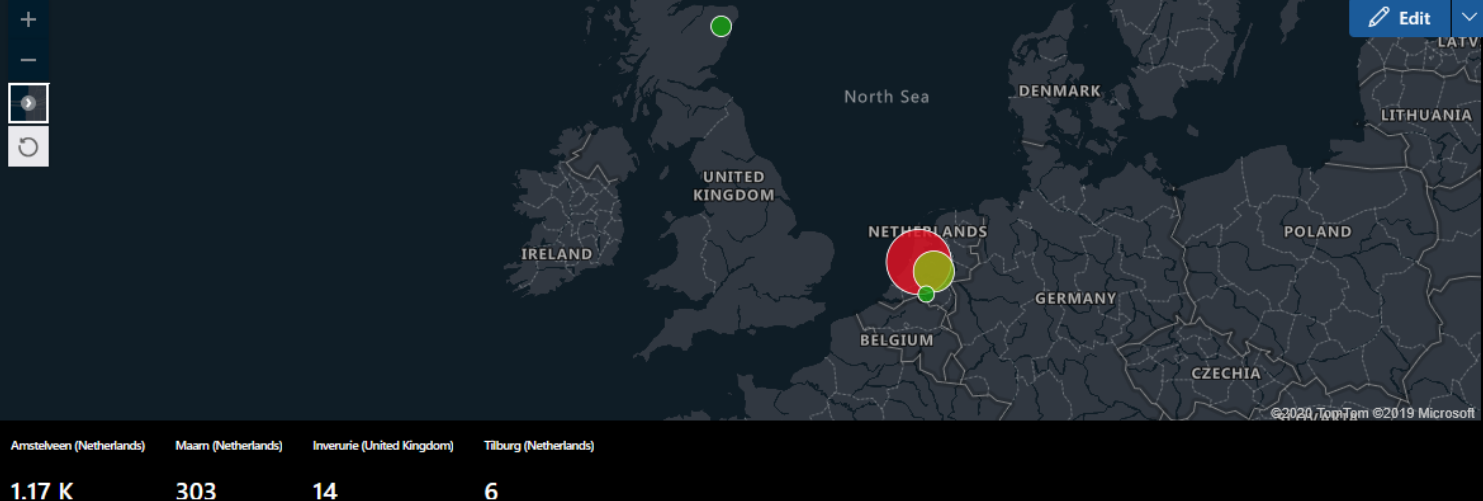 Edit
LATV
North Sea
DENMARK
LITHUANIA
UNITED
KINGDOM
NETHERLANDS
POLAND
IRELAND
GERMANY
BELGIUM
CZECHIA
©2020 TomTom ©2019 Microsoft
SLOVAKIA
Amstelveen (Netherlands) Maarn (Netherlands) Inverurie (United Kingdom) Tilburg (Netherlands)
1.17 K 303 14 6